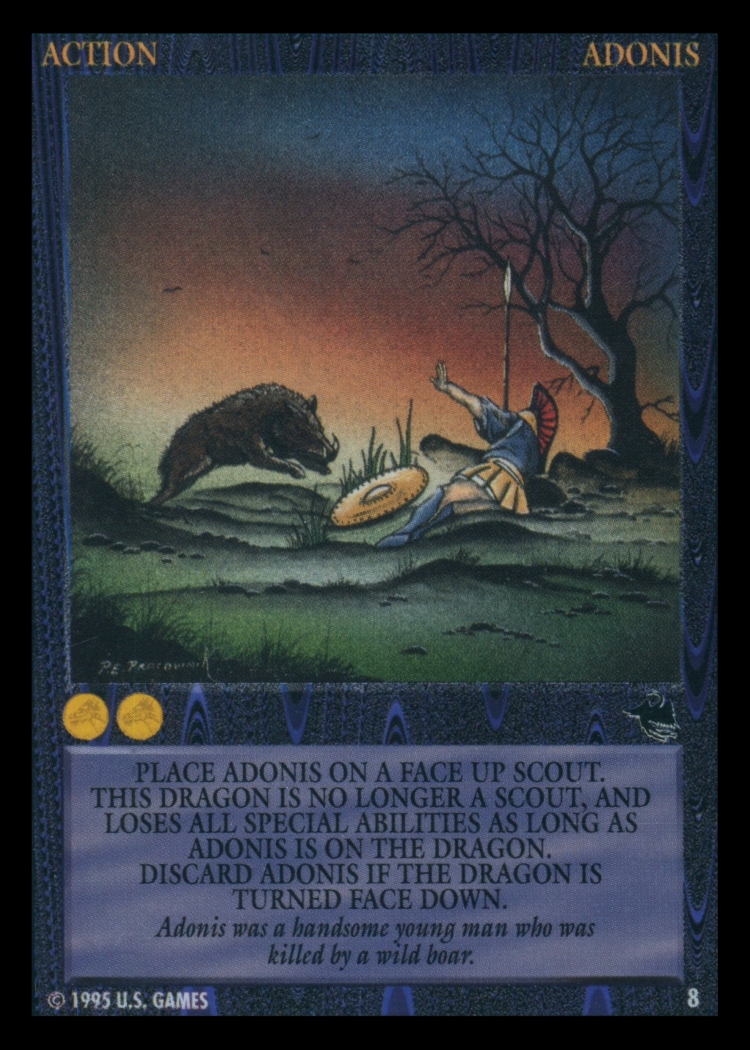 ACTION
ADONIS
PLACE ADONIS ON A FACE UP SCOUT.
THIS DRAGON IS NO LONGER A SCOUT, AND
LOSES ALL SPECIAL ABILITIES AS LONG AS
ADONIS IS ON THE DRAGON.
DISCARD ADONIS IF THE DRAGON IS
TURNED FACE DOWN.
Adonis was a handsome young man who was
killed by a wild boar.
© 1995 U.S. GAMES
8